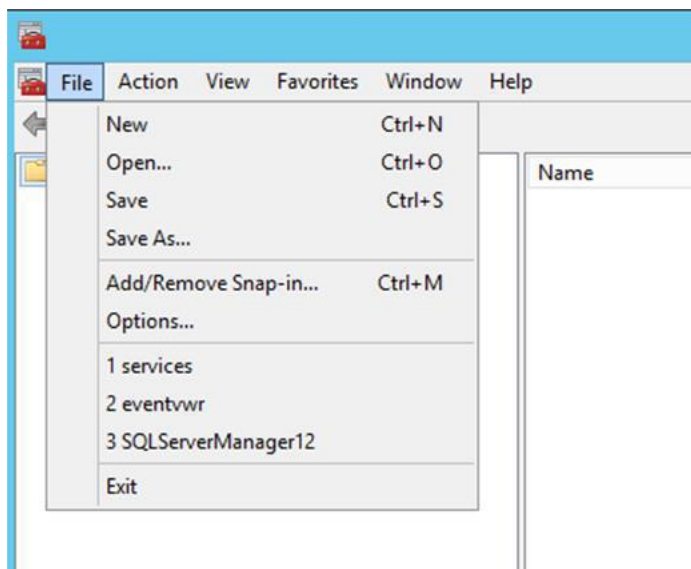 File Action View Favorites Window Help
New Ctrl+N
Open... Ctrl+O
Save Ctrl+S
Save As...
Add/Remove Snap-in... Ctrl+M
Options...
1 services
2 eventvwr
3 SQLServerManager12
Exit
Name